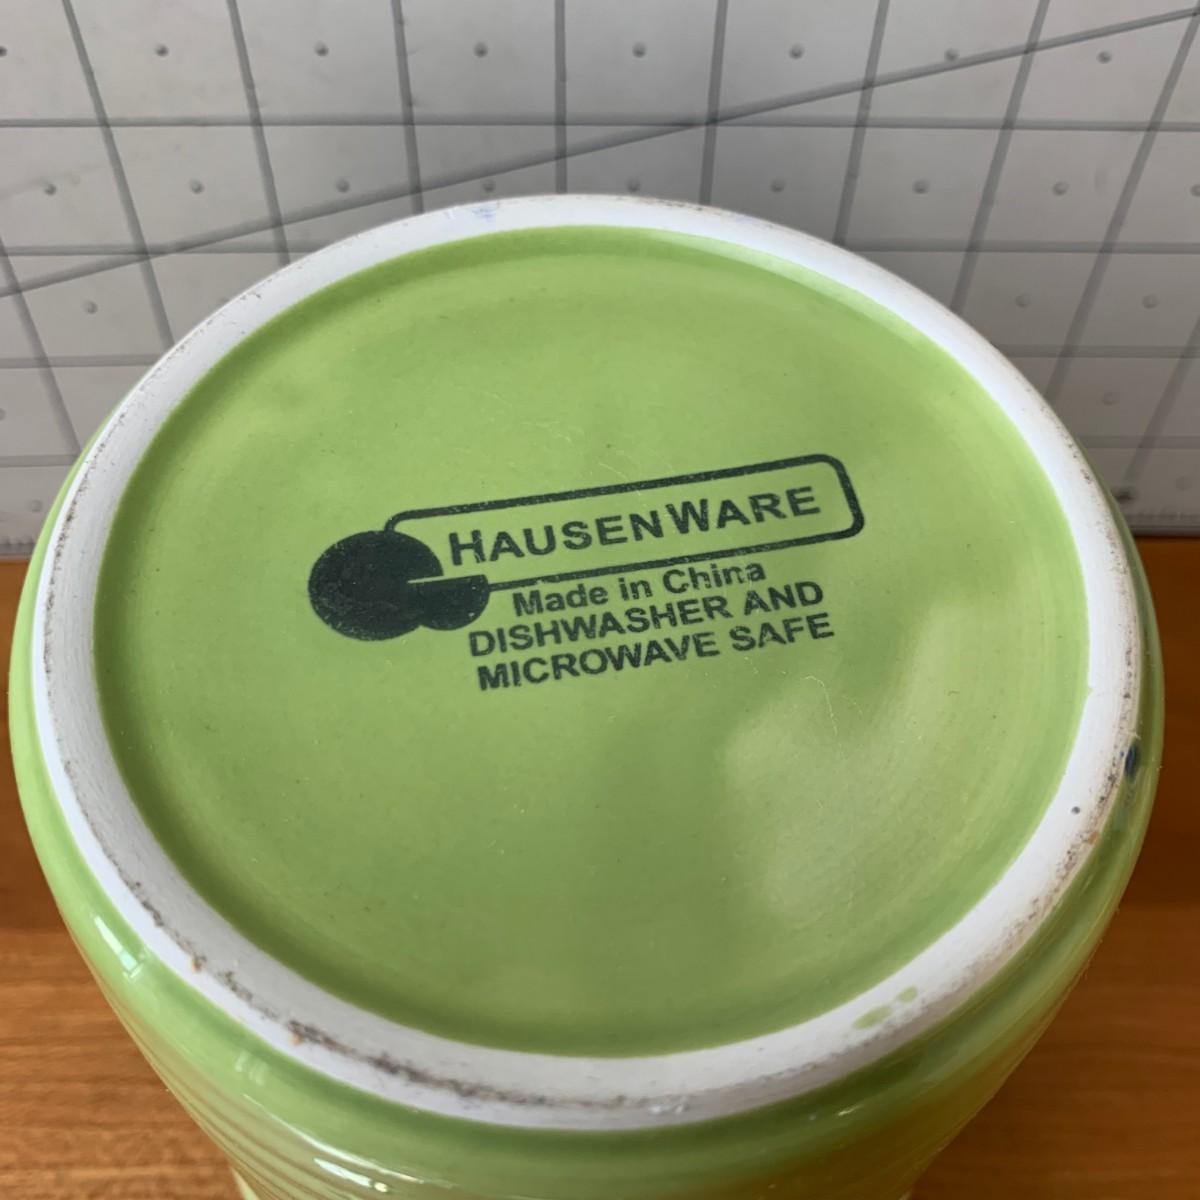 HAUSENWARE
Made in China
DISHWASHER AND
MICROWAVE SAFE